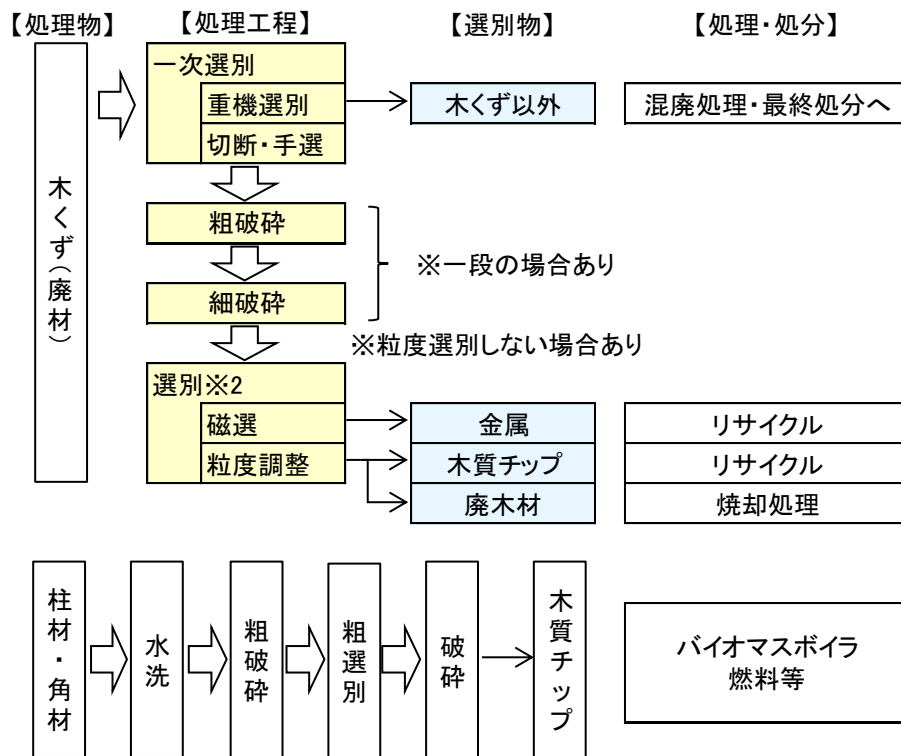 【処理物】 【処理工程】 【選別物】 【処理・処分】
木くず(廃材)
一次選別
重機選別
切断・手選
木くず以外
混廃処理・最終処分へ
粗破砕
細破砕
※一段の場合あり
※粒度選別しない場合あり
選別※2
磁選
粒度調整
金属
木質チップ
廃木材
リサイクル
リサイクル
焼却処理
柱材・角材
水洗
粗破砕
粗選別
破砕
木質チップ
バイオマスボイラ
燃料等